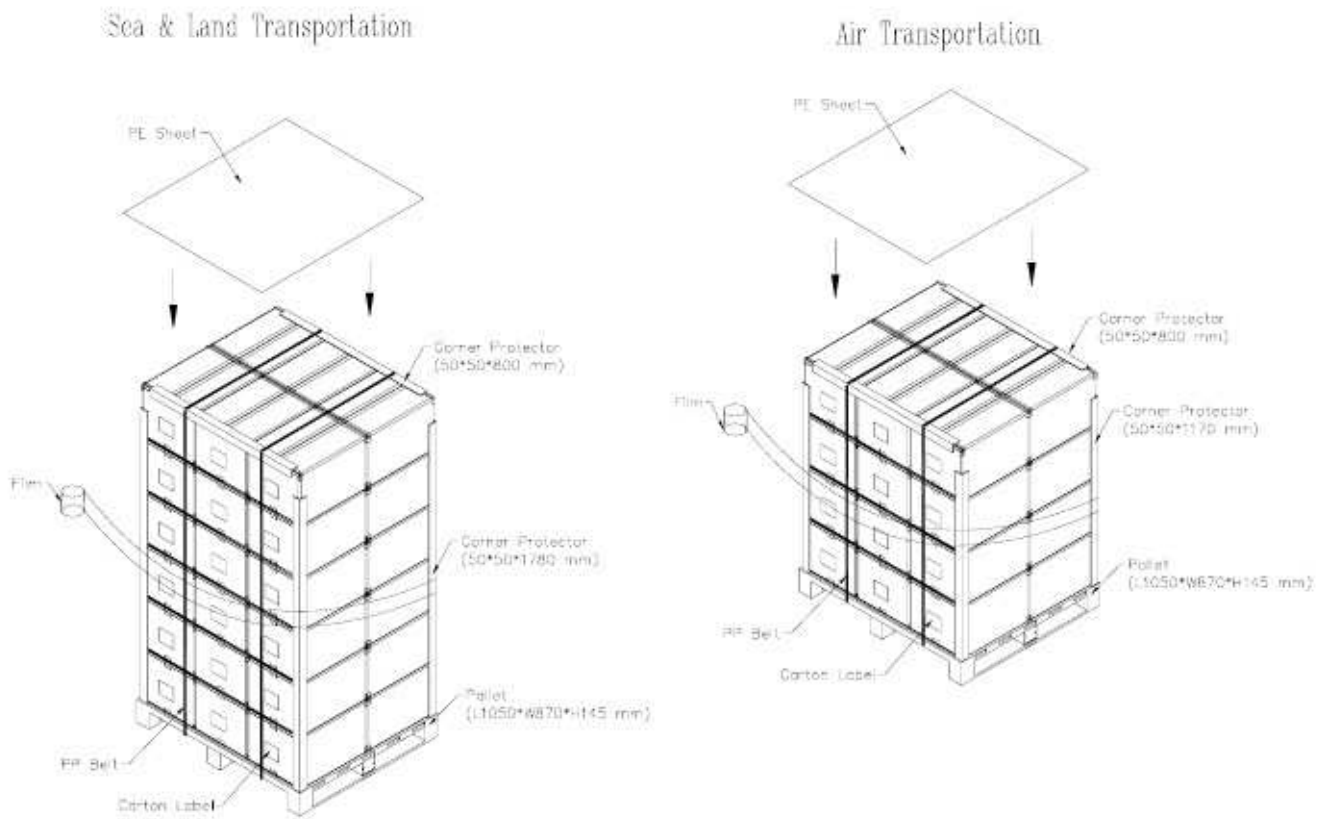 Sea & Land Transportation
PE Sheet
Corner Protector
(50*50*800 mm)
Film
Corner Protector
(50*50*1780 mm)
Pallet
(L1050*W870*H145 mm)
PP Belt
Carton Label
Air Transportation
PE Sheet
Corner Protector
(50*50*800 mm)
Film
Corner Protector
(50*50*1170 mm)
Pallet
(L1050*W870*H145 mm)
PP Belt
Carton Label